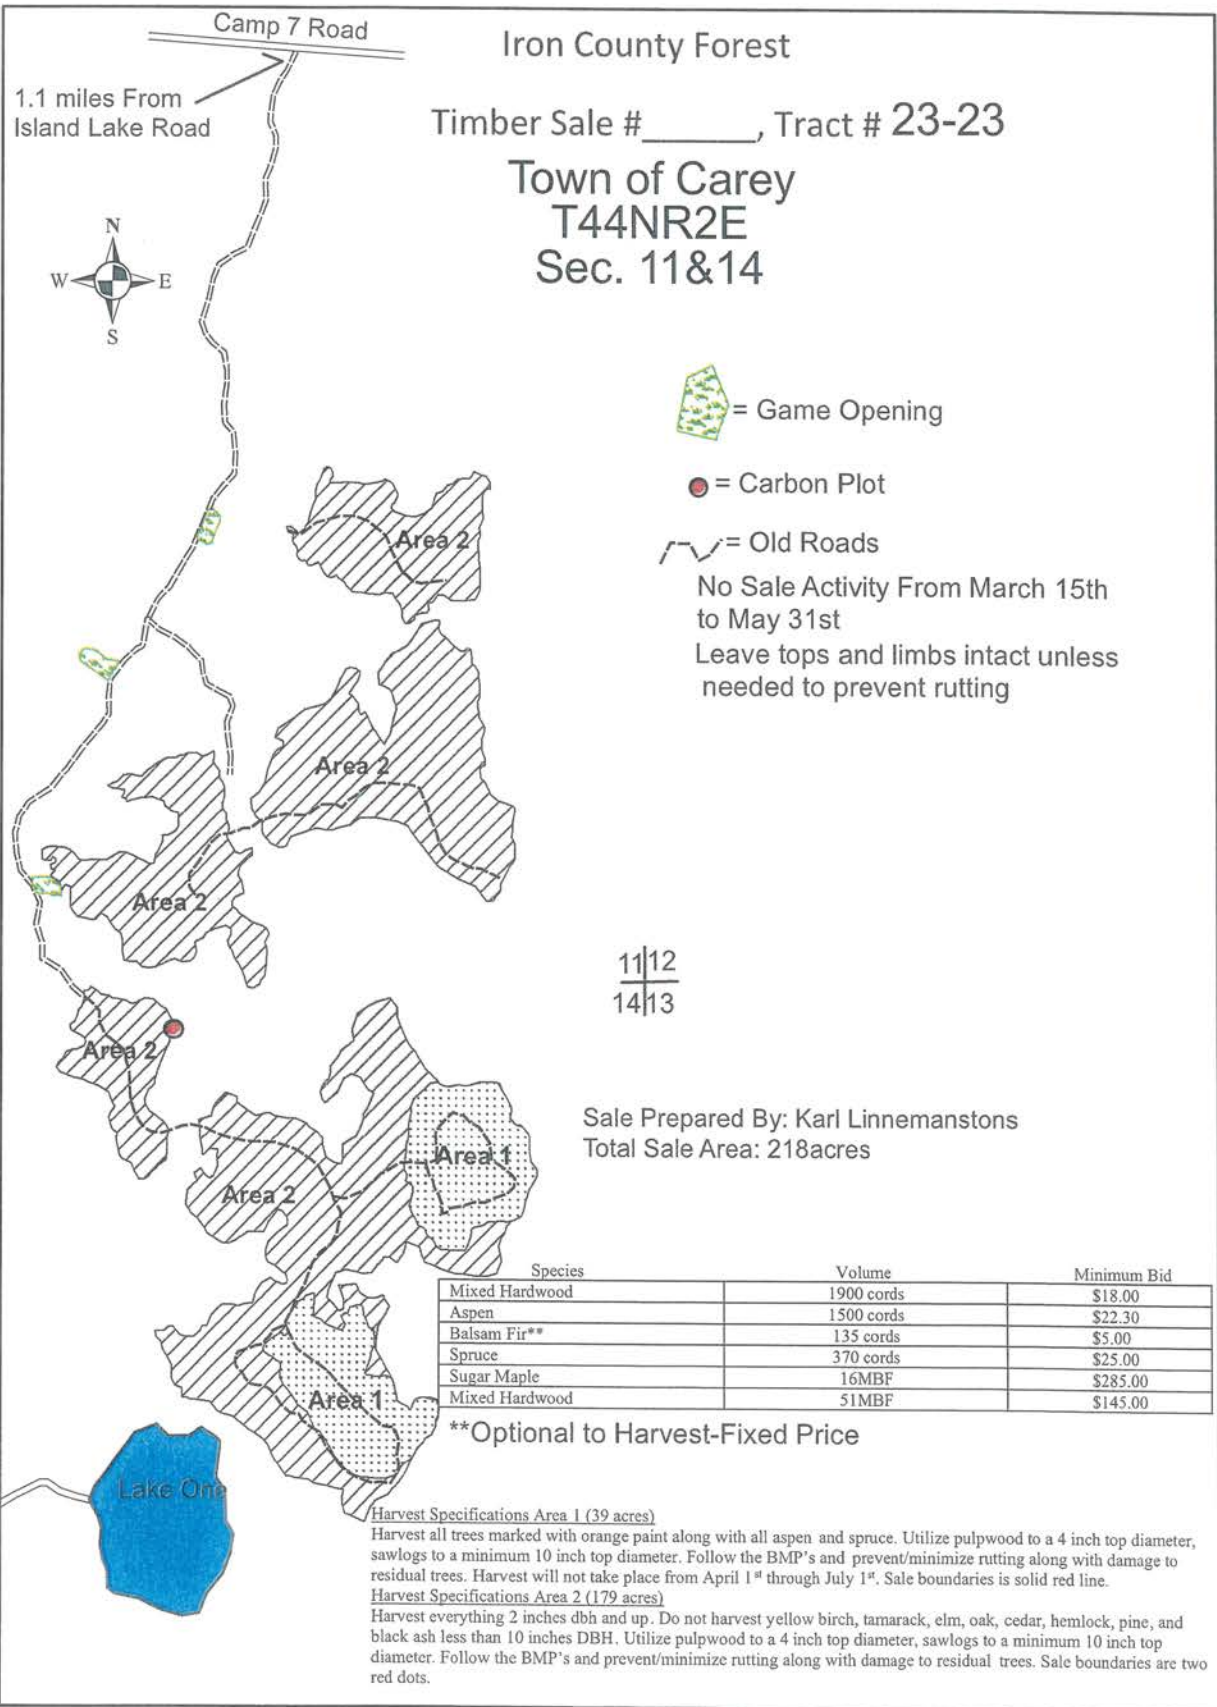 Camp 7 Road
Iron County Forest
1.1 miles From
Island Lake Road
Timber Sale #______, Tract # 23-23
Town of Carey
T44NR2E
Sec. 11&14
N
W E
S
= Game Opening
= Carbon Plot
= Old Roads
No Sale Activity From March 15th
to May 31st
Leave tops and limbs intact unless
needed to prevent rutting
Area 2
Area 2
Area 2
11 12
14 13
Area 2
Area 1
Area 2
Sale Prepared By: Karl Linnemanstons
Total Sale Area: 218acres
Species Volume Minimum Bid
Mixed Hardwood 1900 cords $18.00
Aspen 1500 cords $22.30
Balsam Fir** 135 cords $5.00
Spruce 370 cords $25.00
Sugar Maple 16MBF $285.00
Mixed Hardwood 51MBF $145.00
Area 1
**Optional to Harvest-Fixed Price
Lake One
Harvest Specifications Area 1 (39 acres)
Harvest all trees marked with orange paint along with all aspen and spruce. Utilize pulpwood to a 4 inch top diameter,
sawlogs to a minimum 10 inch top diameter. Follow the BMP's and prevent/minimize rutting along with damage to
residual trees. Harvest will not take place from April 1st through July 1st. Sale boundaries is solid red line.
Harvest Specifications Area 2 (179 acres)
Harvest everything 2 inches dbh and up. Do not harvest yellow birch, tamarack, elm, oak, cedar, hemlock, pine, and
black ash less than 10 inches DBH. Utilize pulpwood to a 4 inch top diameter, sawlogs to a minimum 10 inch top
diameter. Follow the BMP's and prevent/minimize rutting along with damage to residual trees. Sale boundaries are two
red dots.